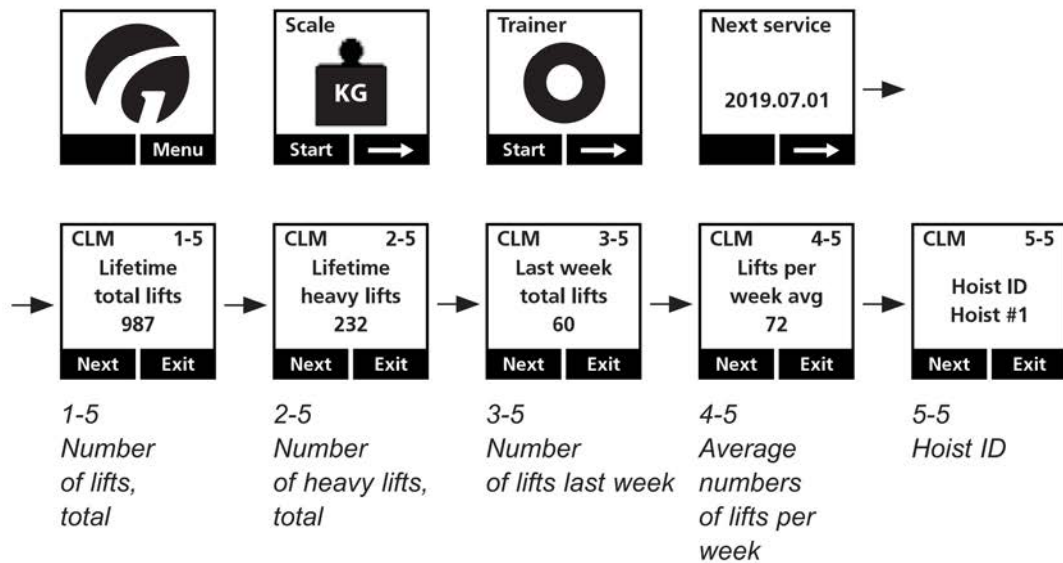 Menu
Scale
KG
Start
Trainer
Start
Next service
2019.07.01
CLM 1-5
Lifetime
total lifts
987
Next Exit
CLM 2-5
Lifetime
heavy lifts
232
Next Exit
CLM 3-5
Last week
total lifts
60
Next Exit
CLM 4-5
Lifts per
week avg
72
Next Exit
CLM 5-5
Hoist ID
Hoist #1
Next Exit
1-5
Number
of lifts,
total
2-5
Number
of heavy lifts,
total
3-5
Number
of lifts last week
4-5
Average
numbers
of lifts per
week
5-5
Hoist ID